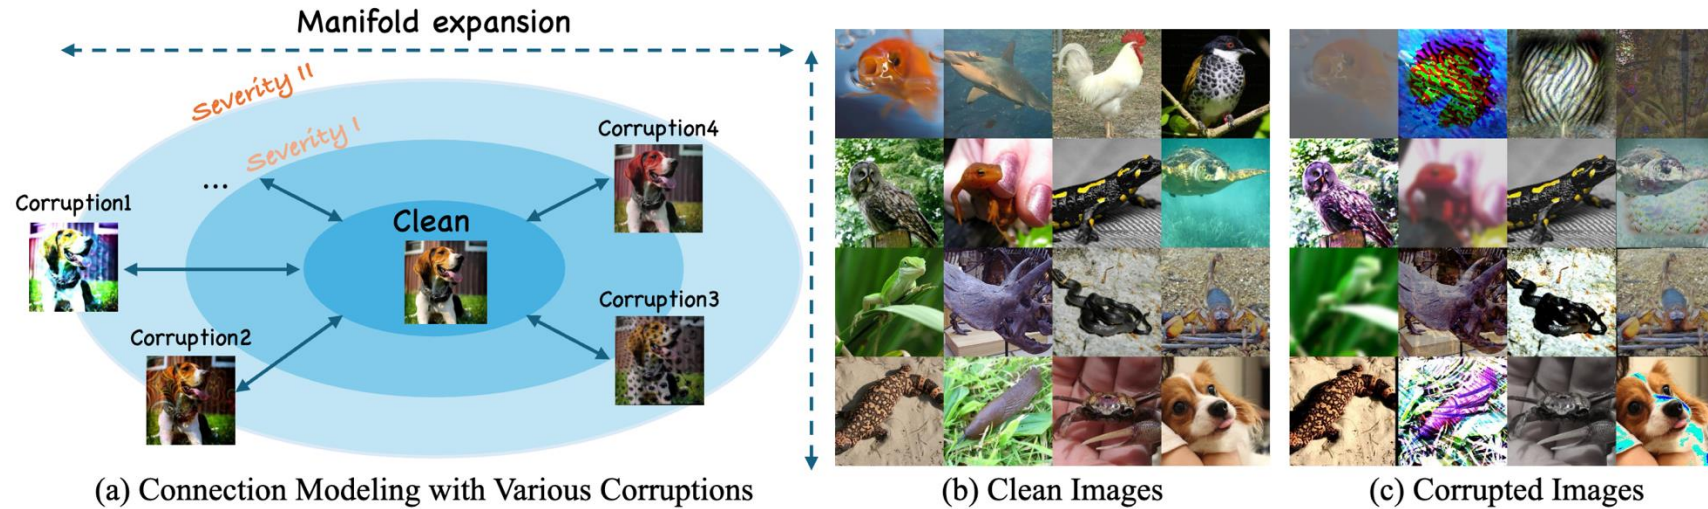 Manifold expansion
Severity II
Severity I
Corruption4
...
Corruption1
Clean
Corruption3
Corruption2
(a) Connection Modeling with Various Corruptions
(b) Clean Images
(c) Corrupted Images